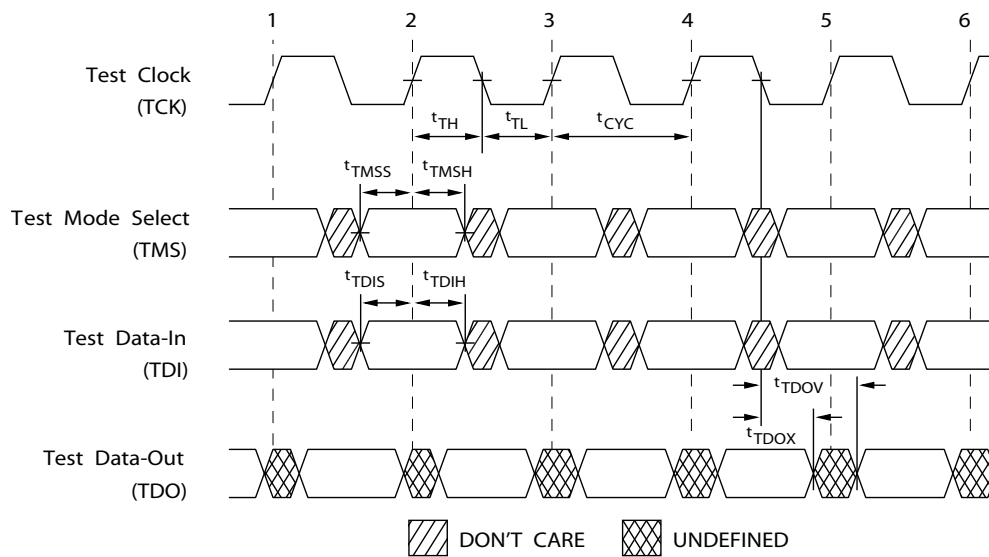 1 2 3 4 5 6
Test Clock
(TCK)
tTH tTL tCYC
tTMSS tTMSH
Test Mode Select
(TMS)
tTDIS tTDIH
Test Data-In
(TDI)
tTDOV
tTDOX
Test Data-Out
(TDO)
DON'T CARE UNDEFINED